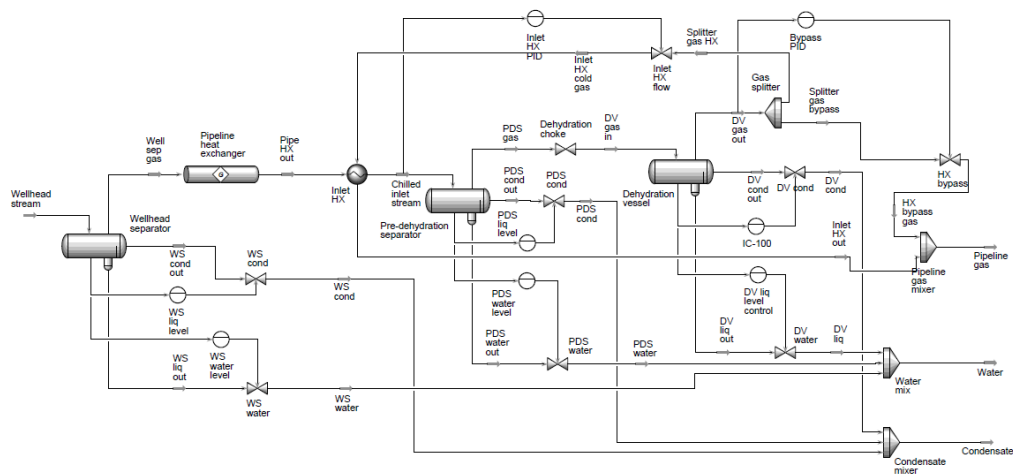 Inlet
HX
PID
Splitter
gas HX
Bypass
PID
Inlet
HX
cold
gas
Inlet
HX
flow
Gas
splitter
Splitter
gas
bypass
Well
sep
gas
Pipeline
heat
exchanger
Pipe
HX
out
PDS
gas
Dehydration
choke
DV
gas
in
DV
gas
out
Q
Inlet
HX
Chilled
inlet
stream
PDS
cond
out
PDS
cond
PDS
cond
Dehydration
vessel
DV
cond
out
DV cond
DV
cond
HX
bypass
Wellhead
stream
Wellhead
separator
Pre-dehydration
separator
PDS
liq
level
IC-100
Inlet
HX
out
HX
bypass
gas
WS
cond
out
WS
cond
WS
cond
Pipeline
gas
mixer
Pipeline
gas
WS
liq
level
PDS
water
level
DV liq
level
control
WS
liq
out
WS
water
level
PDS
water
out
PDS
water
PDS
water
DV
liq
out
DV
water
DV
liq
WS
water
WS
water
Water
mix
Water
Condensate
mixer
Condensate